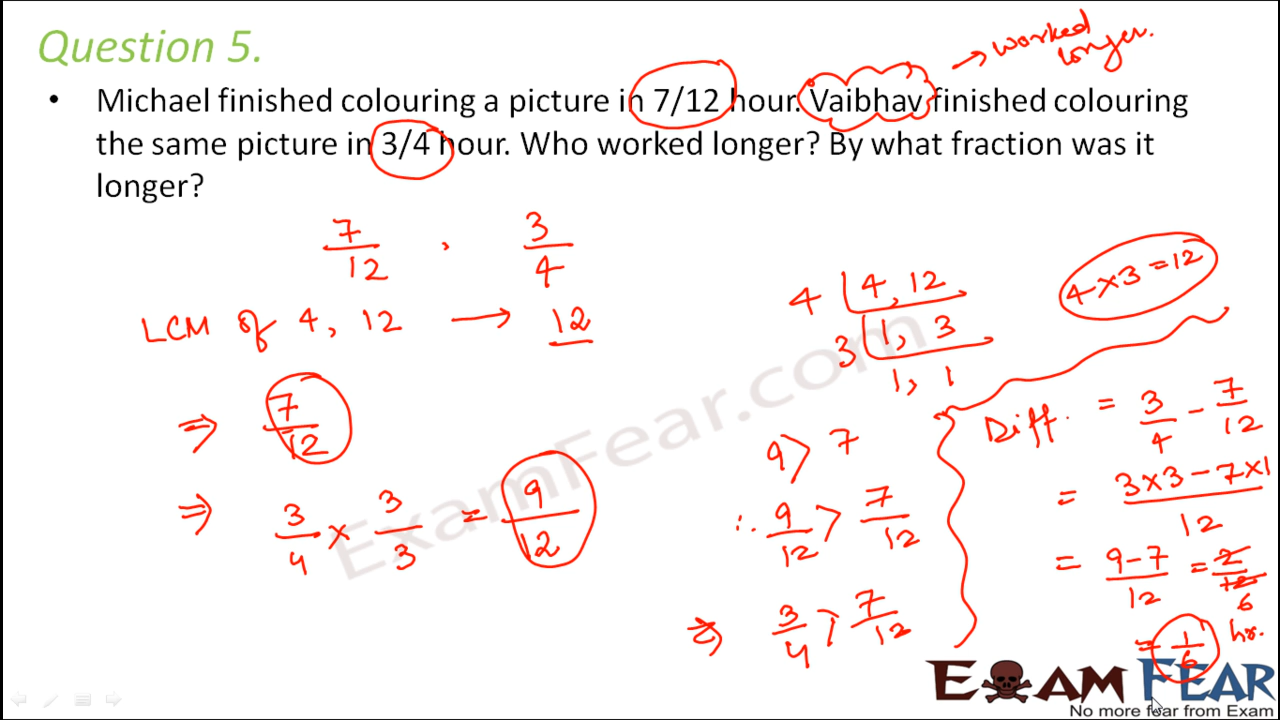 Question 5.
→ worked longer.
• Michael finished colouring a picture in 7/12 hour. Vaibhav finished colouring
the same picture in 3/4 hour. Who worked longer? By what fraction was it
longer?
7/12 , 3/4
LCM of 4, 12 → 12
⇒ 7/12
⇒ 3/4 × 3/3 = 9/12
4 | 4, 12
3 | 1, 3
1, 1
4×3=12
9 > 7
∴ 9/12 > 7/12
⇒ 3/4 > 7/12
Diff. = 3/4 - 7/12
= 3×3-7×1/12
= 9-7/12 = 2/12 6
= 1/6 hr.
ExamFear.com
EXAM FEAR
No more fear from Exam